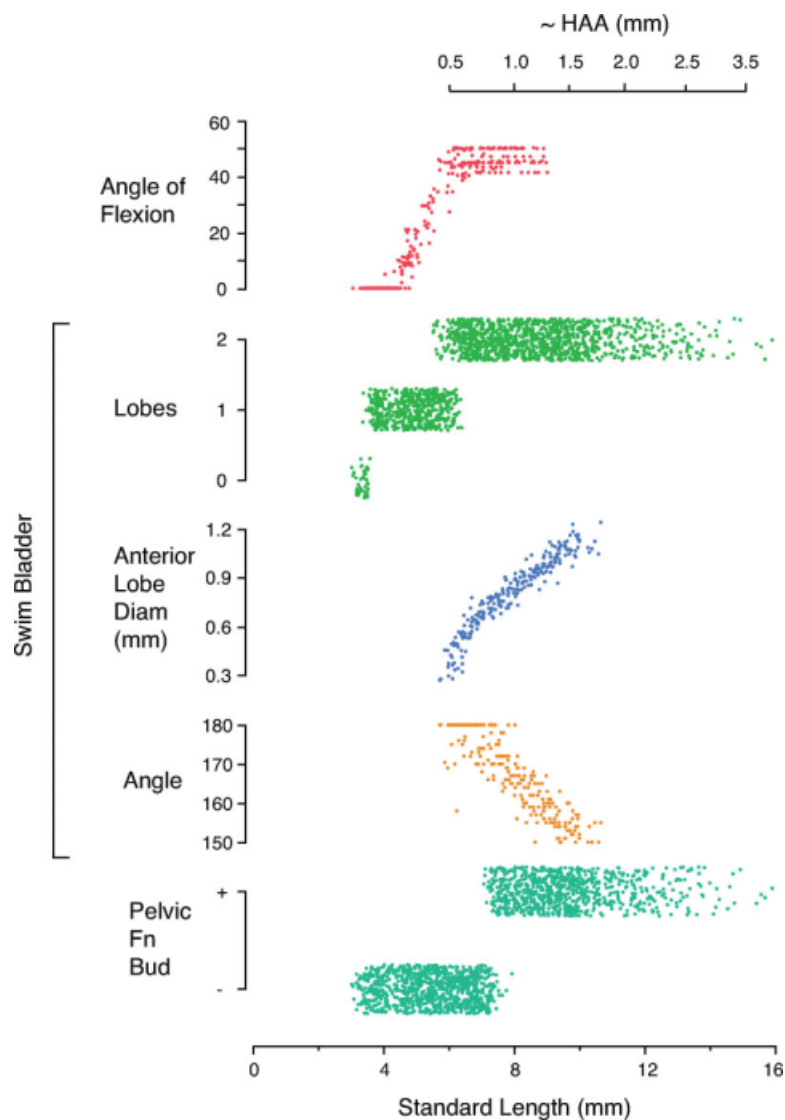 ~ HAA (mm)
0.5 1.0 1.5 2.0 2.5 3.5
60
40
20
0
Angle of
Flexion
Swim Bladder
2
1
0
Lobes
1.2
0.9
0.6
0.3
Anterior
Lobe
Diam
(mm)
180
170
160
150
Angle
+
-
Pelvic
Fn
Bud
0 4 8 12 16
Standard Length (mm)